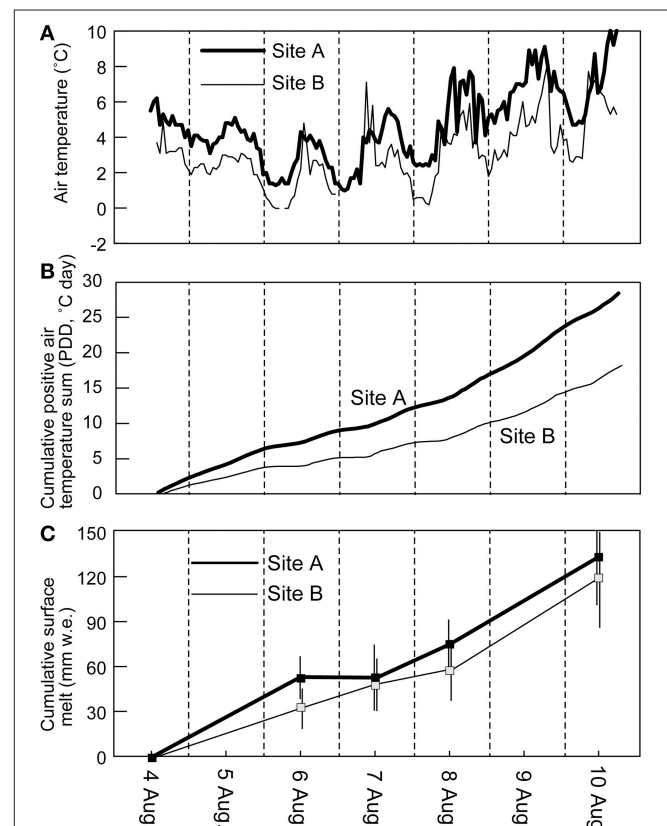 A
Air temperature (˚C)
10
8
6
4
2
0
-2
Site A
Site B
B
Cumulative positive air
temperature sum (PDD, ˚C day)
30
25
20
15
10
5
0
Site A
Site B
C
Cumulative surface
melt (mm w.e.)
150
120
90
60
30
0
Site A
Site B
4 Aug
5 Aug.
6 Aug
7 Aug
8 Aug
9 Aug
10 Aug